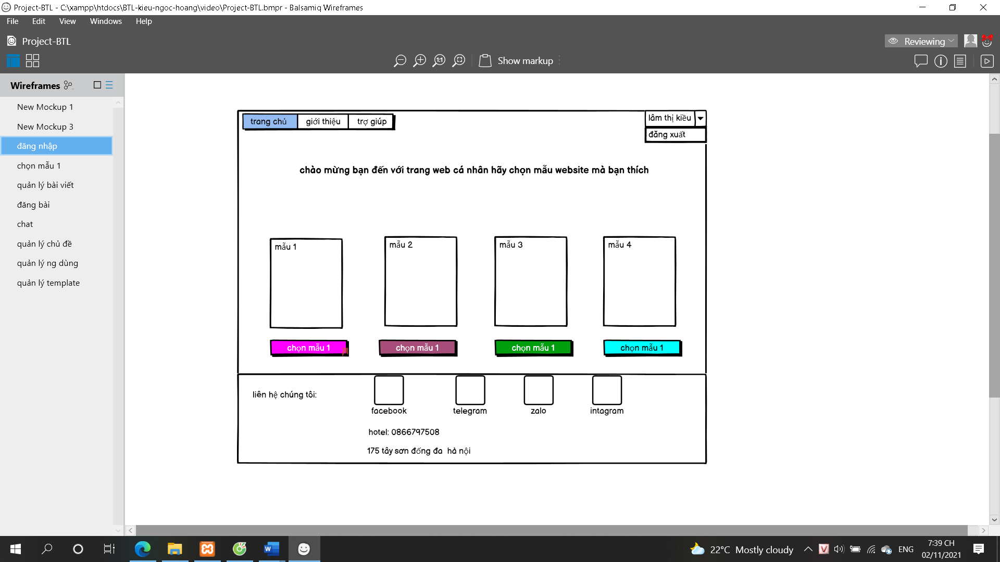 Project-BTL - C:\xampp\htdocs\BTL-kieu-ngoc-hoang\video\Project-BTL.bmpr - Balsamiq Wireframes
File Edit View Windows Help
Project-BTL
Reviewing
1:1
Show markup
Wireframes
New Mockup 1
New Mockup 3
đăng nhập
chọn mẫu 1
quản lý bài viết
đăng bài
chat
quản lý chủ đề
quản lý ng dùng
quản lý template
trang chủ giới thiệu trợ giúp
lâm thị kiều
đăng xuất
chào mừng bạn đến với trang web cá nhân hãy chọn mẫu website mà bạn thích
mẫu 1 mẫu 2 mẫu 3 mẫu 4
chọn mẫu 1 chọn mẫu 1 chọn mẫu 1 chọn mẫu 1
liên hệ chúng tôi:
facebook telegram zalo intagram
hotel: 0866797508
175 tây sơn đống đa hà nội
22°C Mostly cloudy
ENG
7:39 CH
02/11/2021